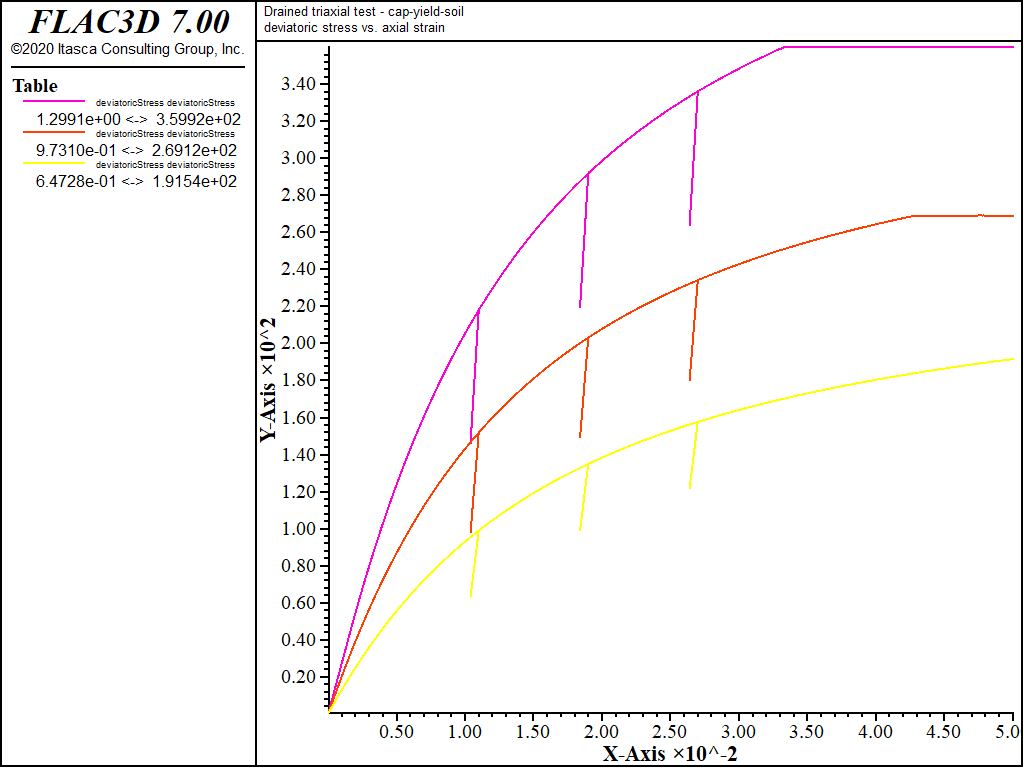 FLAC3D 7.00
©2020 Itasca Consulting Group, Inc.
Table
deviatoricStress deviatoricStress
1.2991e+00 <-> 3.5992e+02
deviatoricStress deviatoricStress
9.7310e-01 <-> 2.6912e+02
deviatoricStress deviatoricStress
6.4728e-01 <-> 1.9154e+02
Drained triaxial test - cap-yield-soil
deviatoric stress vs. axial strain
Y-Axis ×10^2
3.40
3.20
3.00
2.80
2.60
2.40
2.20
2.00
1.80
1.60
1.40
1.20
1.00
0.80
0.60
0.40
0.20
0.50 1.00 1.50 2.00 2.50 3.00 3.50 4.00 4.50 5.0
X-Axis ×10^-2